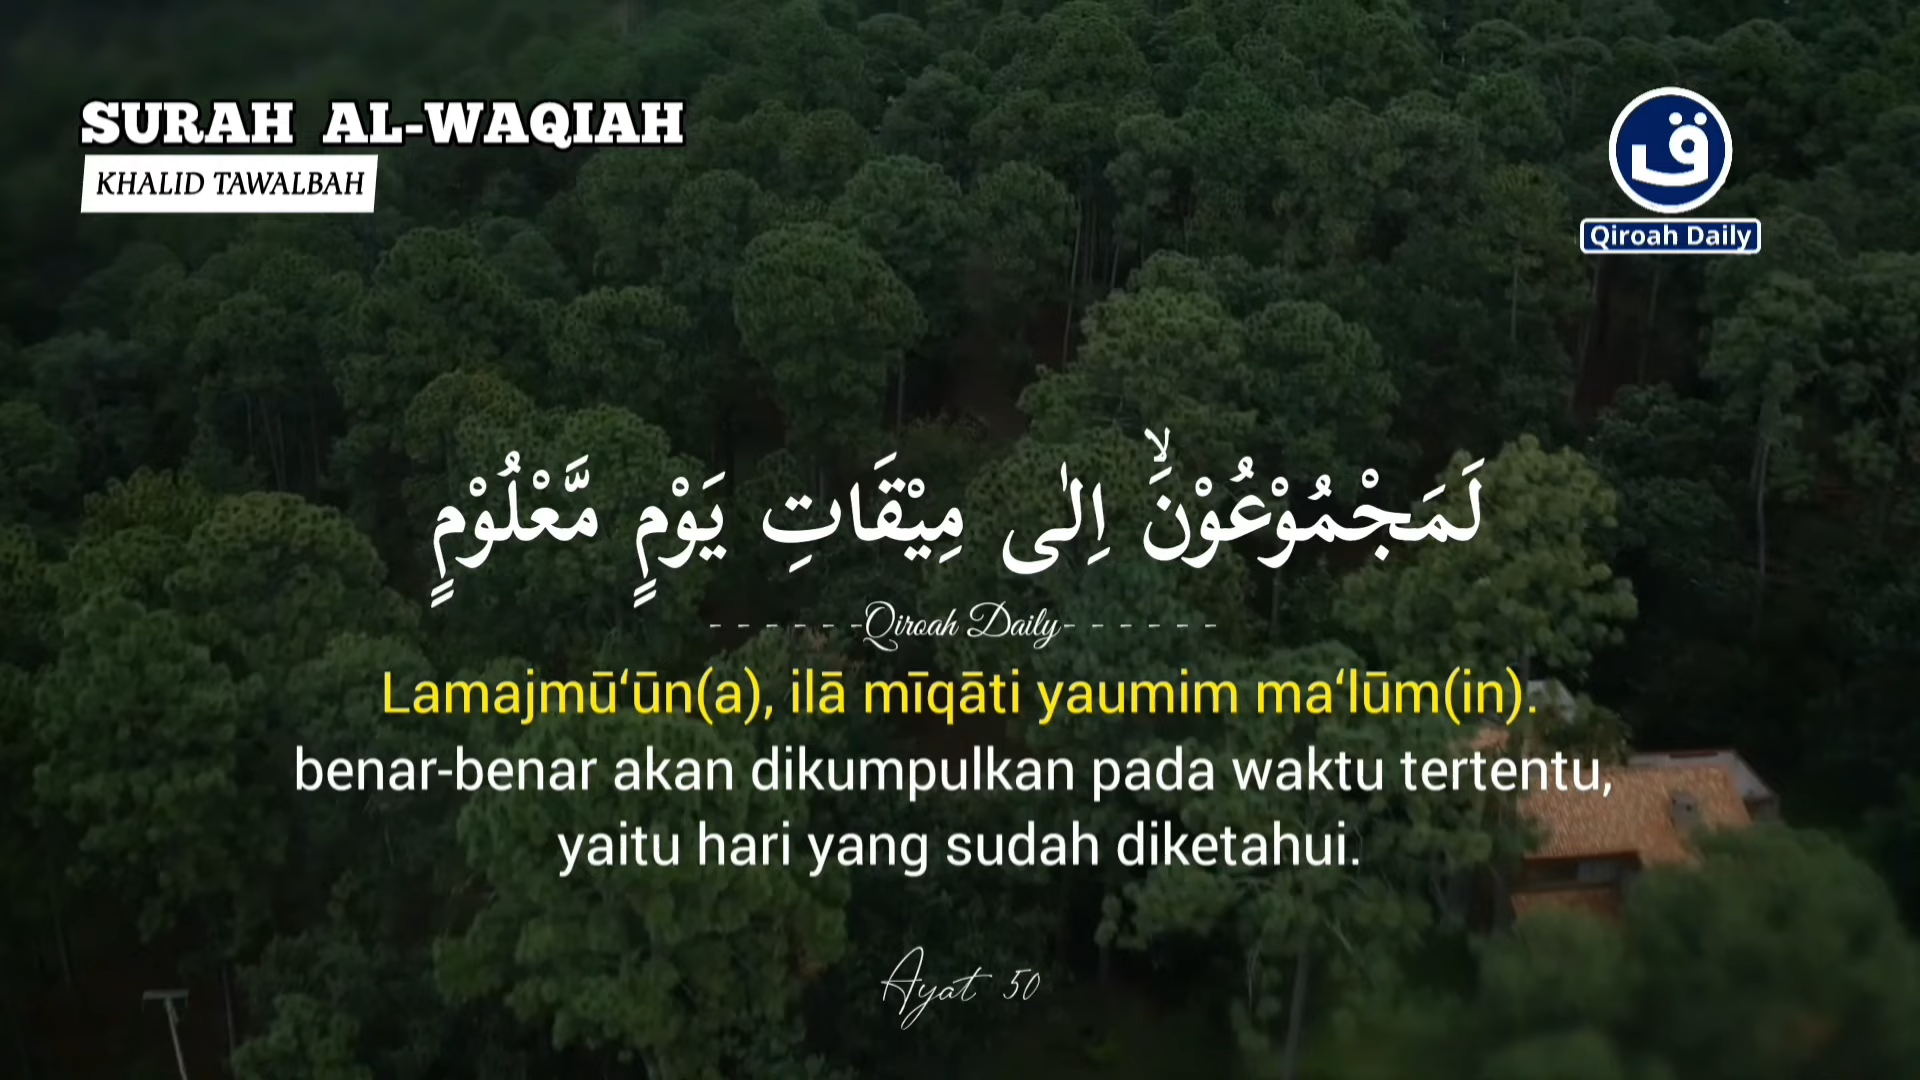 SURAH AL-WAQIAH
KHALID TAWALBAH
ق
Qiroah Daily
لَمَجْمُوْعُوْنَۙ اِلٰى مِيْقَاتِ يَوْمٍ مَّعْلُوْمٍ
------Qiroah Daily------
Lamajmū‘ūn(a), ilā mīqāti yaumim ma‘lūm(in).
benar-benar akan dikumpulkan pada waktu tertentu,
yaitu hari yang sudah diketahui.
Ayat 50